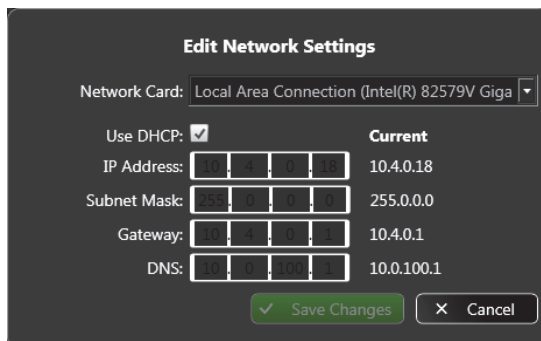 Edit Network Settings
Network Card: Local Area Connection (Intel(R) 82579V Giga
Use DHCP: Current
IP Address: 10 . 4 . 0 . 18 10.4.0.18
Subnet Mask: 255 . 0 . 0 . 0 255.0.0.0
Gateway: 10 . 4 . 0 . 1 10.4.0.1
DNS: 10 . 0 . 100 . 1 10.0.100.1
Save Changes Cancel